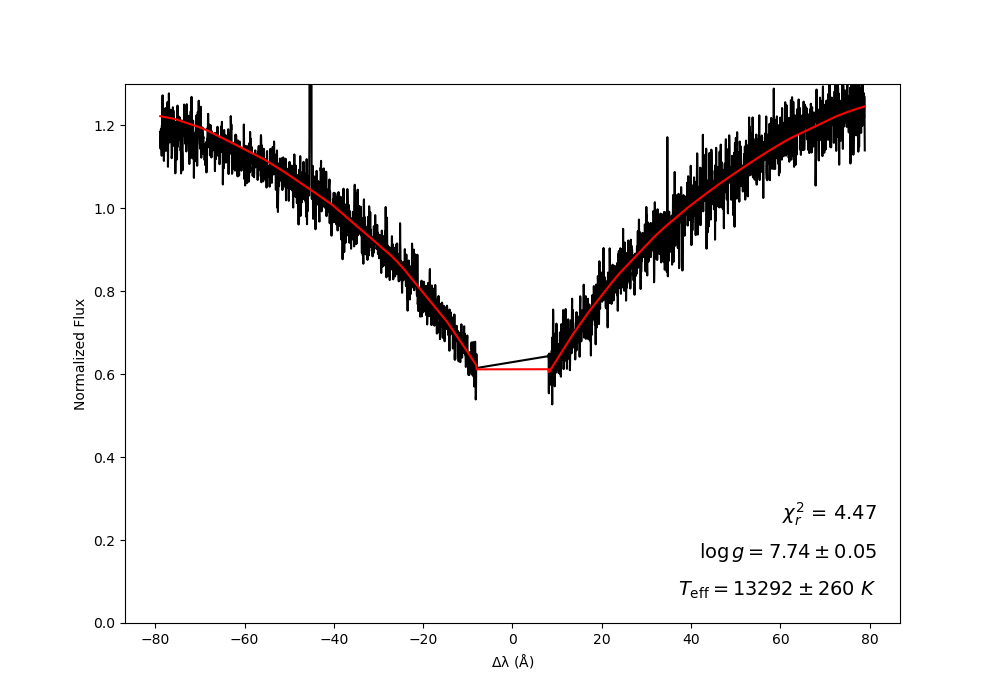 1.2
1.0
0.8
0.6
0.4
0.2
0.0
Normalized Flux
χ²ᵣ = 4.47
log g = 7.74 ± 0.05
T_eff = 13292 ± 260 K
−80 −60 −40 −20 0 20 40 60 80
Δλ (Å)